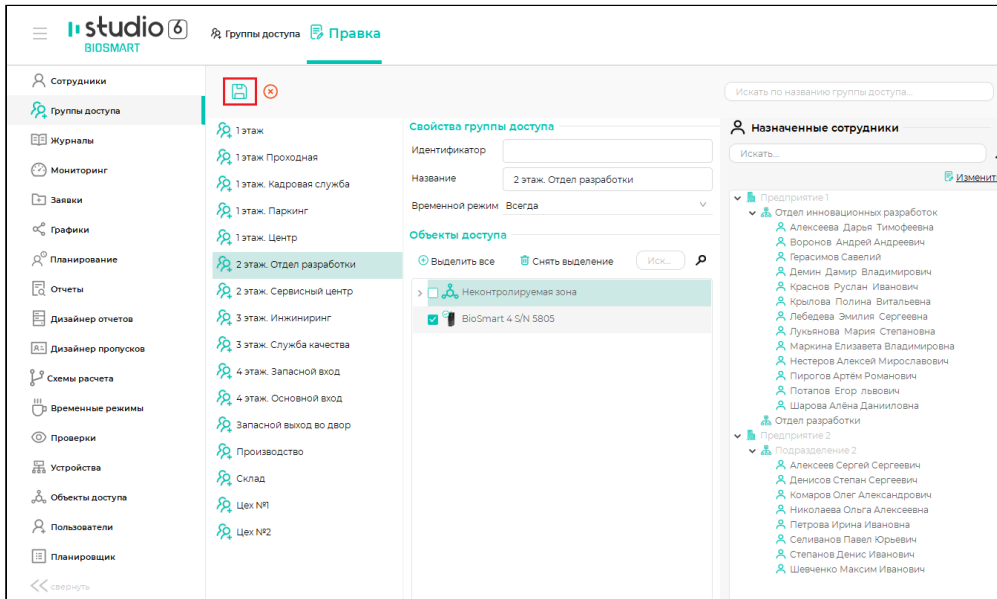 studio 6
BIOSMART
Группы доступа
Правка
Сотрудники
Группы доступа
Журналы
Мониторинг
Заявки
Графики
Планирование
Отчеты
Дизайнер отчетов
Дизайнер пропусков
Схемы расчета
Временные режимы
Проверки
Устройства
Объекты доступа
Пользователи
Планировщик
свернуть
1 этаж
1 этаж Проходная
1 этаж. Кадровая служба
1 этаж. Паркинг
1 этаж. Центр
2 этаж. Отдел разработки
2 этаж. Сервисный центр
3 этаж. Инжиниринг
3 этаж. Служба качества
4 этаж. Запасной вход
4 этаж. Основной вход
Запасной выход во двор
Производство
Склад
Цех №1
Цех №2
Свойства группы доступа
Идентификатор
Название 2 этаж. Отдел разработки
Временной режим Всегда
Объекты доступа
Выделить все Снять выделение Иск...
Неконтролируемая зона
BioSmart 4 S/N 5805
Искать по названию группы доступа...
Назначенные сотрудники
Искать...
Изменить
Предприятие 1
Отдел инновационных разработок
Алексеева Дарья Тимофеевна
Воронов Андрей Андреевич
Герасимов Савелий
Демин Дамир Владимирович
Краснов Руслан Иванович
Крылова Полина Витальевна
Лебедева Эмилия Сергеевна
Лукьянова Мария Степановна
Маркина Елизавета Владимировна
Нестеров Алексей Мирославович
Пирогов Артём Романович
Потапов Егор львович
Шарова Алёна Данииловна
Отдел разработки
Предприятие 2
Подразделение 2
Алексеев Сергей Сергеевич
Денисов Степан Сергеевич
Комаров Олег Александрович
Николаева Ольга Алексеевна
Петрова Ирина Ивановна
Селиванов Павел Юрьевич
Степанов Денис Иванович
Шевченко Максим Иванович